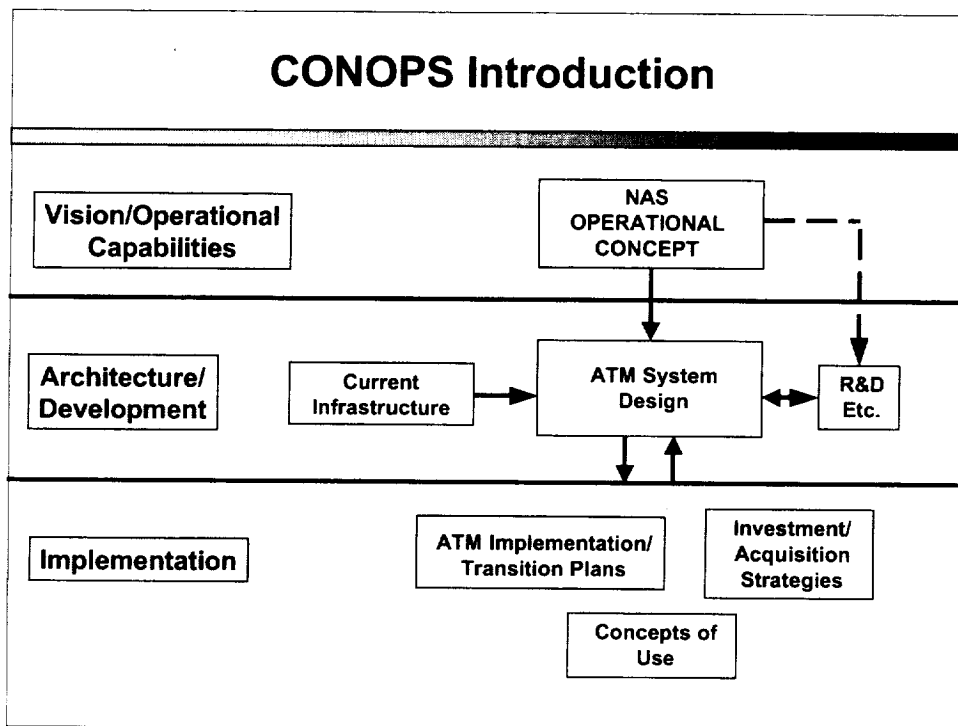 CONOPS Introduction
Vision/Operational
Capabilities
NAS
OPERATIONAL
CONCEPT
Architecture/
Development
Current
Infrastructure
ATM System
Design
R&D
Etc.
Implementation
ATM Implementation/
Transition Plans
Investment/
Acquisition
Strategies
Concepts of
Use